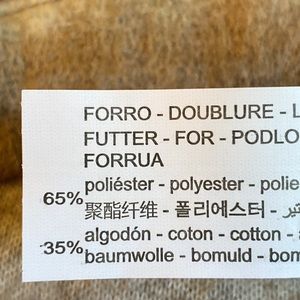 FORRO - DOUBLURE - L
FUTTER - FOR - PODLO
FORRUA
65% poliéster - polyester - polie
聚酯纤维 - 폴리에스터 -
35% algodón - coton - cotton -
baumwolle - bomuld - bom